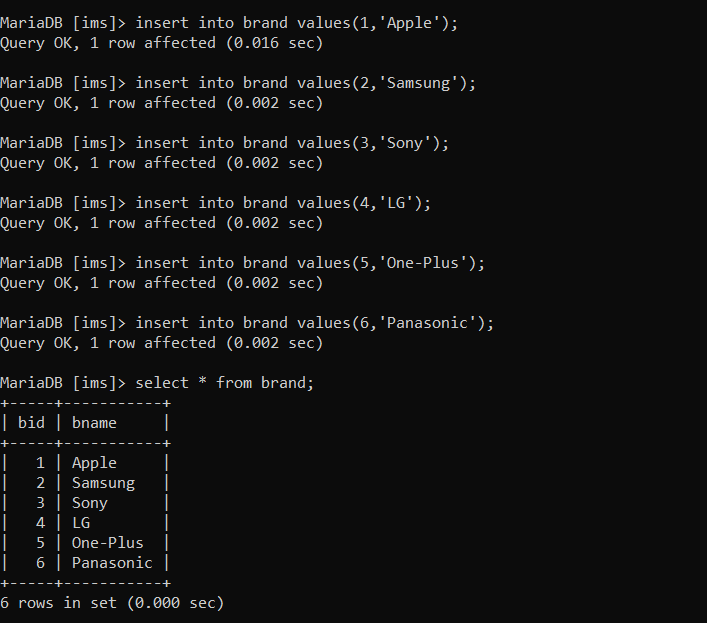 MariaDB [ims]> insert into brand values(1,'Apple');
Query OK, 1 row affected (0.016 sec)
MariaDB [ims]> insert into brand values(2,'Samsung');
Query OK, 1 row affected (0.002 sec)
MariaDB [ims]> insert into brand values(3,'Sony');
Query OK, 1 row affected (0.002 sec)
MariaDB [ims]> insert into brand values(4,'LG');
Query OK, 1 row affected (0.002 sec)
MariaDB [ims]> insert into brand values(5,'One-Plus');
Query OK, 1 row affected (0.002 sec)
MariaDB [ims]> insert into brand values(6,'Panasonic');
Query OK, 1 row affected (0.002 sec)
MariaDB [ims]> select * from brand;
+-----+-----------+
| bid | bname     |
+-----+-----------+
|   1 | Apple     |
|   2 | Samsung   |
|   3 | Sony      |
|   4 | LG        |
|   5 | One-Plus  |
|   6 | Panasonic |
+-----+-----------+
6 rows in set (0.000 sec)